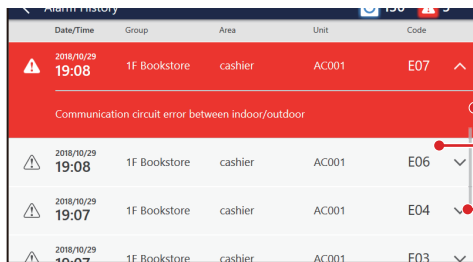 Alarm History
Date/Time Group Area Unit Code
2018/10/29
19:08 1F Bookstore cashier AC001 E07
Communication circuit error between indoor/outdoor
2018/10/29
19:08 1F Bookstore cashier AC001 E06
2018/10/29
19:07 1F Bookstore cashier AC001 E04
2018/10/29
19:07 1F Bookstore cashier AC001 E03